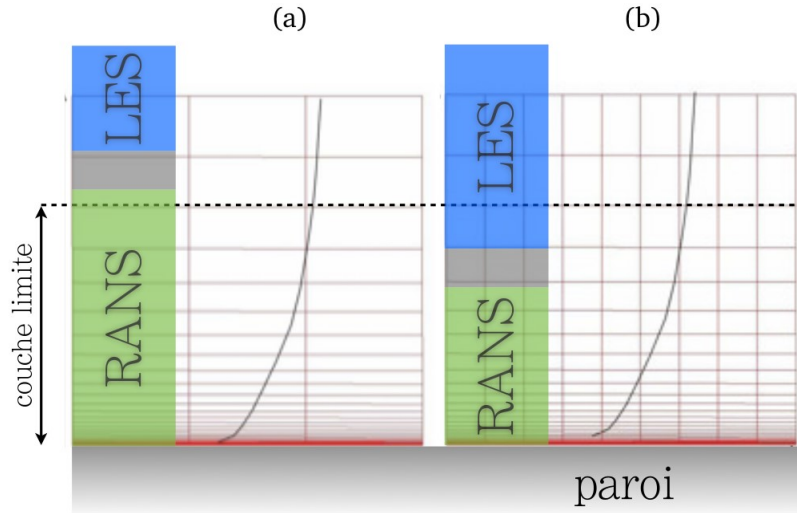 (a)
(b)
LES
LES
RANS
RANS
couche limite
paroi